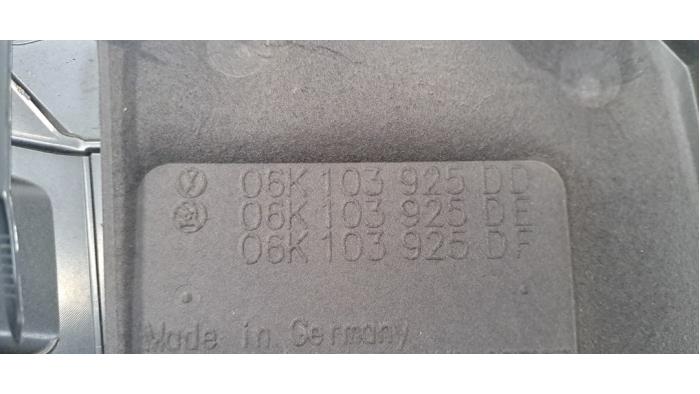 06K 103 925 DD
06K 103 925 DE
06K 103 925 DF
Made in Germany